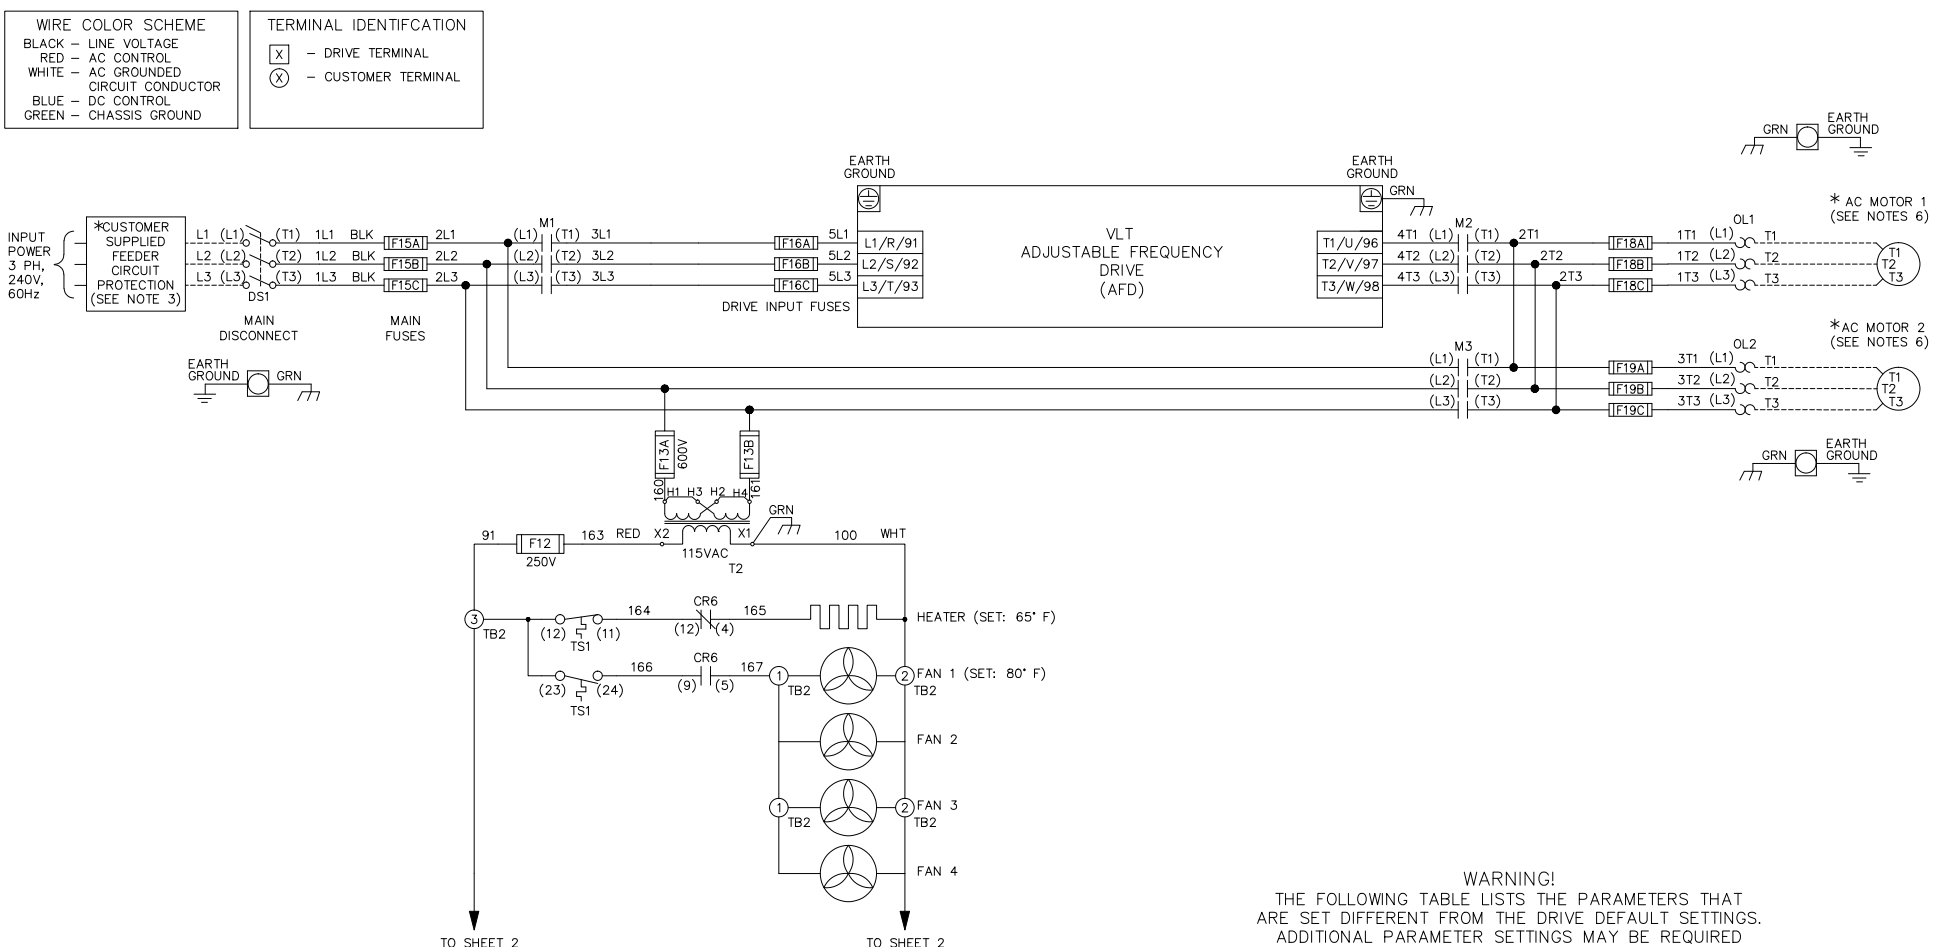 WIRE COLOR SCHEME
BLACK – LINE VOLTAGE
RED – AC CONTROL
WHITE – AC GROUNDED
CIRCUIT CONDUCTOR
BLUE – DC CONTROL
GREEN – CHASSIS GROUND
TERMINAL IDENTIFCATION
X – DRIVE TERMINAL
X – CUSTOMER TERMINAL
GRN
EARTH
GROUND
EARTH
GROUND
EARTH
GROUND
GRN
INPUT
POWER
3 PH,
240V,
60Hz
*CUSTOMER
SUPPLIED
FEEDER
CIRCUIT
PROTECTION
(SEE NOTE 3)
L1 (L1) (T1) 1L1 BLK F15A 2L1 (L1) M1 (T1) 3L1 F16A 5L1 L1/R/91
L2 (L2) (T2) 1L2 BLK F15B 2L2 (L2) (T2) 3L2 F16B 5L2 L2/S/92
L3 (L3) (T3) 1L3 BLK F15C 2L3 (L3) (T3) 3L3 F16C 5L3 L3/T/93
DS1
MAIN
DISCONNECT
MAIN
FUSES
DRIVE INPUT FUSES
VLT
ADJUSTABLE FREQUENCY
DRIVE
(AFD)
T1/U/96 4T1 (L1) M2 (T1) 2T1 F18A 1T1 (L1) OL1 T1
T2/V/97 4T2 (L2) (T2) 2T2 F18B 1T2 (L2) T2
T3/W/98 4T3 (L3) (T3) 2T3 F18C 1T3 (L3) T3
* AC MOTOR 1
(SEE NOTES 6)
T1
T2
T3
EARTH
GROUND
GRN
M3
(L1) (T1) F19A 3T1 (L1) OL2 T1
(L2) (T2) F19B 3T2 (L2) T2
(L3) (T3) F19C 3T3 (L3) T3
*AC MOTOR 2
(SEE NOTES 6)
T1
T2
T3
GRN
EARTH
GROUND
F13A
600V
F13B
160
H1 H3 H2 H4
161
GRN
91 F12 163 RED X2 X1 100 WHT
250V
115VAC
T2
3
TB2
(12) (11)
TS1
164
CR6
(12) (4)
165
HEATER (SET: 65° F)
(23) (24)
TS1
166
CR6
(9) (5)
167
1
TB2
2
TB2
FAN 1 (SET: 80° F)
FAN 2
1
TB2
2
TB2
FAN 3
FAN 4
TO SHEET 2
TO SHEET 2
WARNING!
THE FOLLOWING TABLE LISTS THE PARAMETERS THAT
ARE SET DIFFERENT FROM THE DRIVE DEFAULT SETTINGS.
ADDITIONAL PARAMETER SETTINGS MAY BE REQUIRED